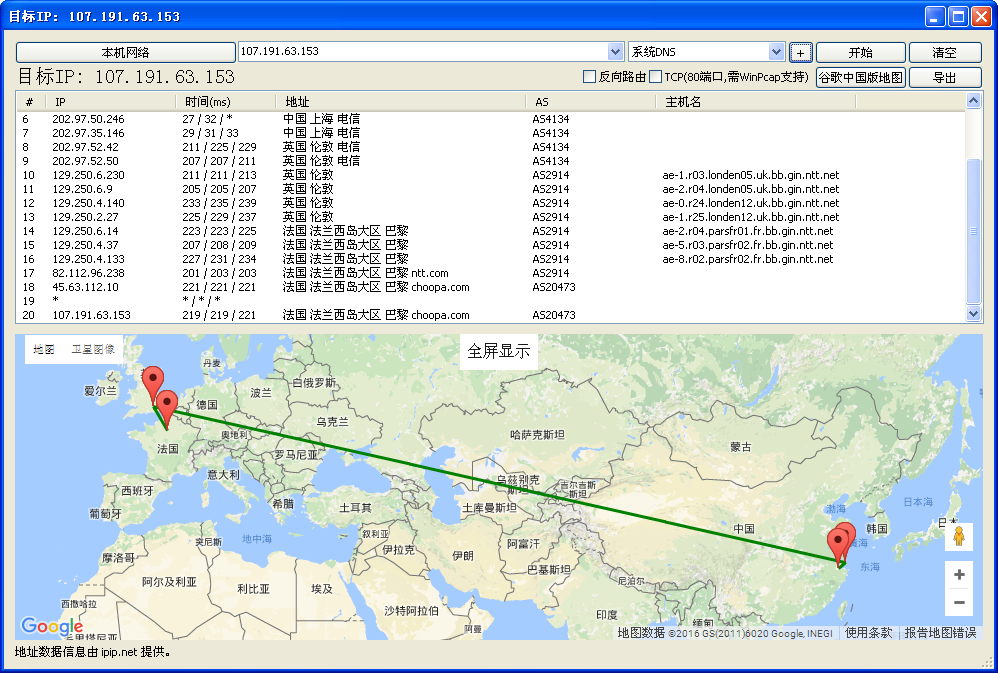 目标IP: 107.191.63.153
本机网络 107.191.63.153 系统DNS + 开始 清空
目标IP: 107.191.63.153 反向路由 TCP(80端口,需WinPcap支持) 谷歌中国版地图 导出
# IP 时间(ms) 地址 AS 主机名
6 202.97.50.246 27 / 32 / * 中国 上海 电信 AS4134
7 202.97.35.146 29 / 31 / 33 中国 上海 电信 AS4134
8 202.97.52.42 211 / 225 / 229 英国 伦敦 电信 AS4134
9 202.97.52.50 207 / 207 / 211 英国 伦敦 电信 AS4134
10 129.250.6.230 211 / 211 / 213 英国 伦敦 AS2914 ae-1.r03.londen05.uk.bb.gin.ntt.net
11 129.250.6.9 205 / 205 / 207 英国 伦敦 AS2914 ae-2.r04.londen05.uk.bb.gin.ntt.net
12 129.250.4.140 233 / 235 / 239 英国 伦敦 AS2914 ae-0.r24.londen12.uk.bb.gin.ntt.net
13 129.250.2.27 225 / 229 / 237 英国 伦敦 AS2914 ae-1.r25.londen12.uk.bb.gin.ntt.net
14 129.250.6.14 223 / 223 / 225 法国 法兰西岛大区 巴黎 AS2914 ae-2.r04.parsfr01.fr.bb.gin.ntt.net
15 129.250.4.37 207 / 208 / 209 法国 法兰西岛大区 巴黎 AS2914 ae-5.r03.parsfr02.fr.bb.gin.ntt.net
16 129.250.4.133 227 / 231 / 234 法国 法兰西岛大区 巴黎 AS2914 ae-8.r02.parsfr02.fr.bb.gin.ntt.net
17 82.112.96.238 201 / 203 / 203 法国 法兰西岛大区 巴黎 ntt.com AS2914
18 45.63.112.10 221 / 221 / 221 法国 法兰西岛大区 巴黎 choopa.com AS20473
19 * * / * / *
20 107.191.63.153 219 / 219 / 221 法国 法兰西岛大区 巴黎 choopa.com AS20473
地图 卫星图像 全屏显示
丹麦
爱尔兰 白俄罗斯
波兰
德国
乌克兰
奥地利 哈萨克斯坦
法国 蒙古
罗马尼亚
意大利
乌兹别克斯坦
吉尔吉斯斯坦
西班牙
希腊 土耳其 土库曼斯坦 渤海 日本海
葡萄牙
中国 韩国 日本
突尼斯 地中海 叙利亚
伊拉克 伊朗 阿富汗 黄海
摩洛哥
巴基斯坦 东海
阿尔及利亚 利比亚 埃及 尼泊尔
西撒哈拉 沙特阿拉伯 印度
阿曼 缅甸
Google 毛里塔尼亚 地图数据 ©2016 GS(2011)6020 Google, INEGI 使用条款 报告地图错误
地址数据信息由 ipip.net 提供。